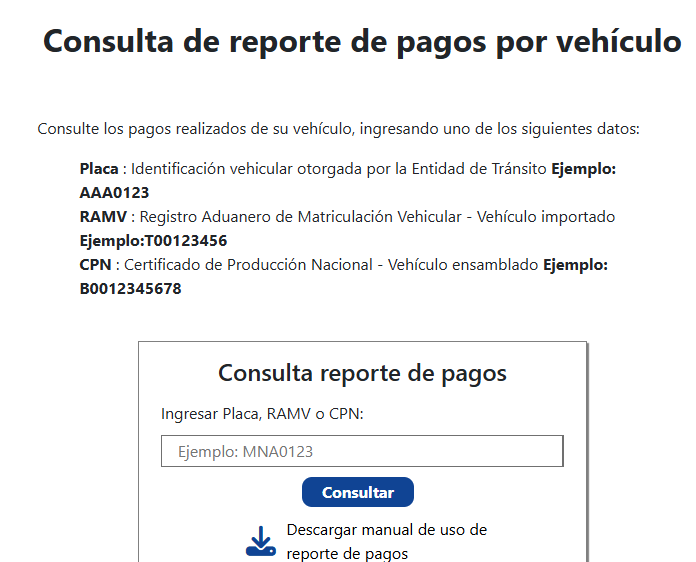 Consulta de reporte de pagos por vehículo
Consulte los pagos realizados de su vehículo, ingresando uno de los siguientes datos:
Placa : Identificación vehicular otorgada por la Entidad de Tránsito Ejemplo:
AAA0123
RAMV : Registro Aduanero de Matriculación Vehicular - Vehículo importado
Ejemplo:T00123456
CPN : Certificado de Producción Nacional - Vehículo ensamblado Ejemplo:
B0012345678
Consulta reporte de pagos
Ingresar Placa, RAMV o CPN:
Ejemplo: MNA0123
Consultar
Descargar manual de uso de
reporte de pagos